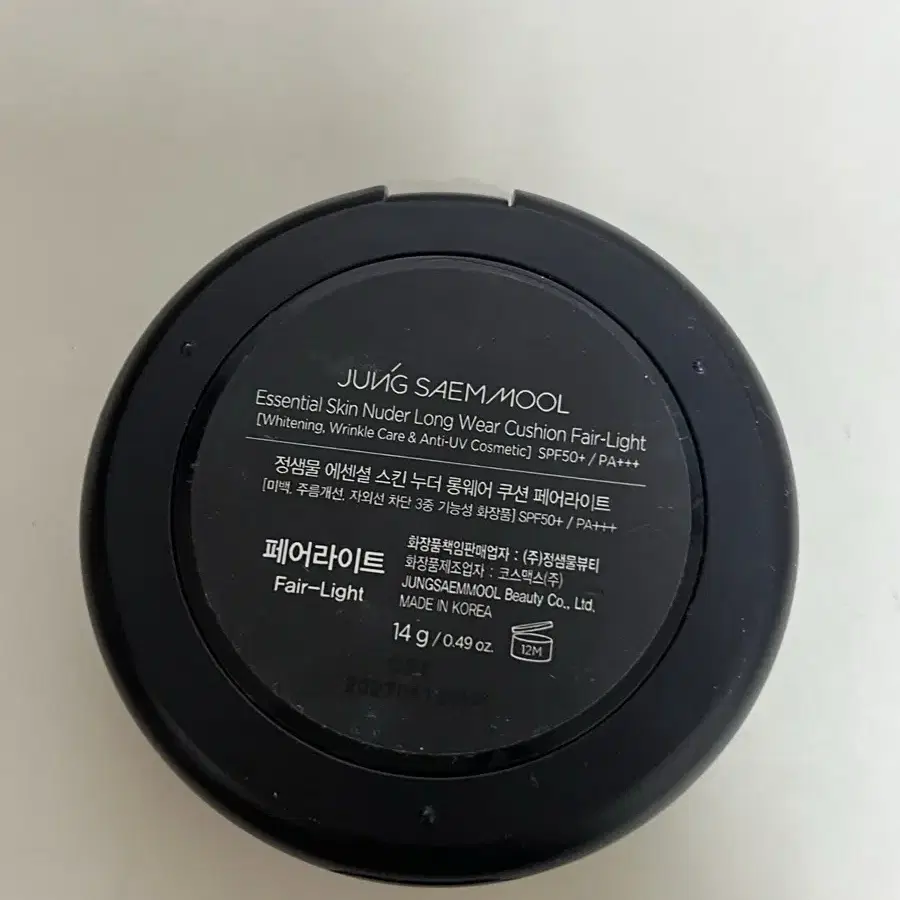 JUNG SAEM MOOL
Essential Skin Nuder Long Wear Cushion Fair-Light
[Whitening, Wrinkle Care & Anti-UV Cosmetic] SPF50+ / PA+++
정샘물 에센셜 스킨 누더 롱웨어 쿠션 페어라이트
[미백, 주름개선, 자외선 차단 3중 기능성 화장품] SPF50+ / PA+++
페어라이트
Fair-Light
화장품책임판매업자 : (주)정샘물뷰티
화장품제조업자 : 코스맥스(주)
JUNGSAEMMOOL Beauty Co., Ltd.
MADE IN KOREA
14 g / 0.49 oz.
12M